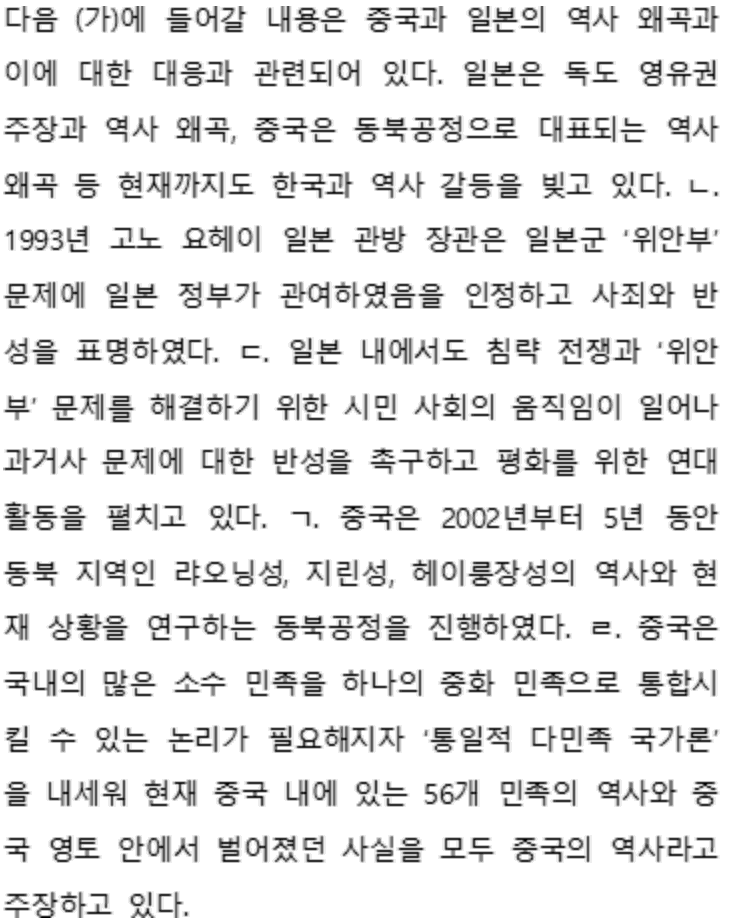 다음 (가)에 들어갈 내용은 중국과 일본의 역사 왜곡과
이에 대한 대응과 관련되어 있다. 일본은 독도 영유권
주장과 역사 왜곡, 중국은 동북공정으로 대표되는 역사
왜곡 등 현재까지도 한국과 역사 갈등을 빚고 있다. ㄴ.
1993년 고노 요헤이 일본 관방 장관은 일본군 ‘위안부’
문제에 일본 정부가 관여하였음을 인정하고 사죄와 반
성을 표명하였다. ㄷ. 일본 내에서도 침략 전쟁과 ‘위안
부’ 문제를 해결하기 위한 시민 사회의 움직임이 일어나
과거사 문제에 대한 반성을 촉구하고 평화를 위한 연대
활동을 펼치고 있다. ㄱ. 중국은 2002년부터 5년 동안
동북 지역인 랴오닝성, 지린성, 헤이룽장성의 역사와 현
재 상황을 연구하는 동북공정을 진행하였다. ㄹ. 중국은
국내의 많은 소수 민족을 하나의 중화 민족으로 통합시
킬 수 있는 논리가 필요해지자 ‘통일적 다민족 국가론’
을 내세워 현재 중국 내에 있는 56개 민족의 역사와 중
국 영토 안에서 벌어졌던 사실을 모두 중국의 역사라고
주장하고 있다.